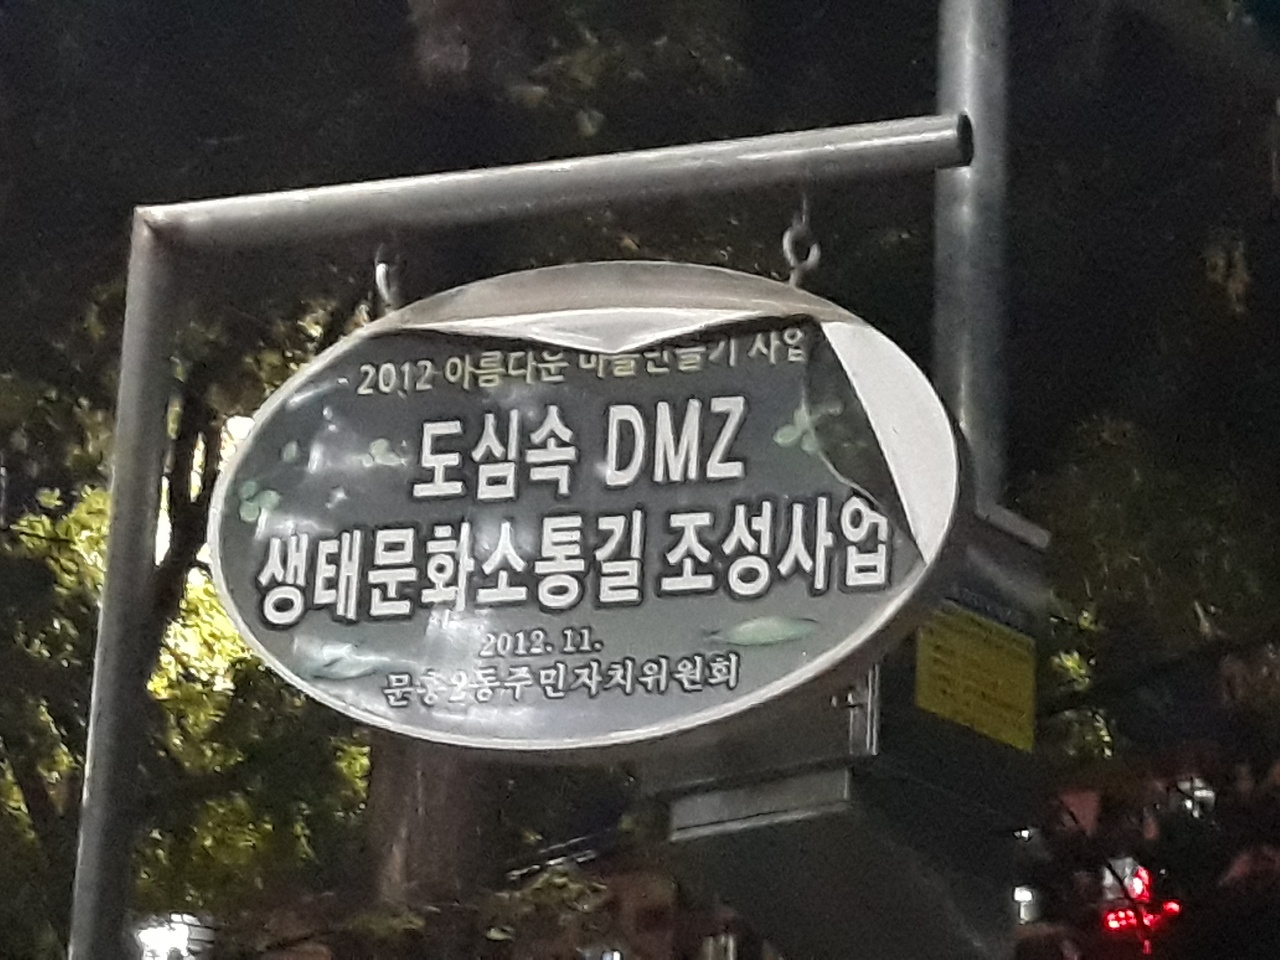 2012 아름다운 마을만들기 사업
도심속 DMZ
생태문화소통길 조성사업
2012. 11.
문흥2동주민자치위원회